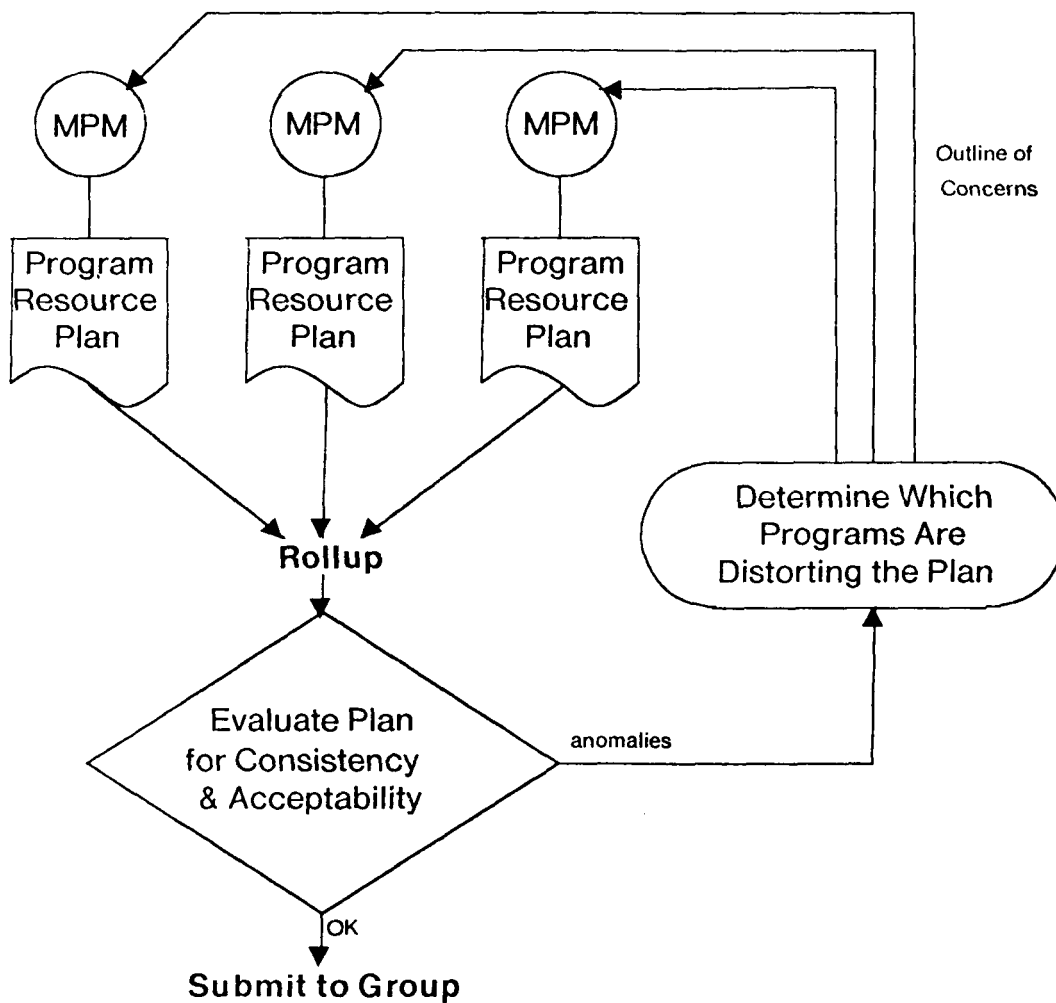 MPM
MPM
MPM
Outline of
Concerns
Program
Resource
Plan
Program
Resource
Plan
Program
Resource
Plan
Determine Which
Programs Are
Distorting the Plan
Rollup
Evaluate Plan
for Consistency
& Acceptability
anomalies
OK
Submit to Group